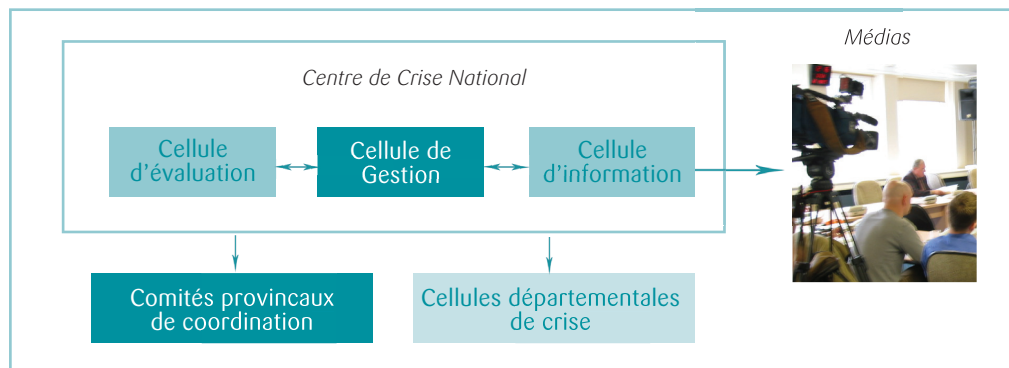 Médias
Centre de Crise National
Cellule
d'évaluation
Cellule de
Gestion
Cellule
d'information
Comités provincaux
de coordination
Cellules départementales
de crise